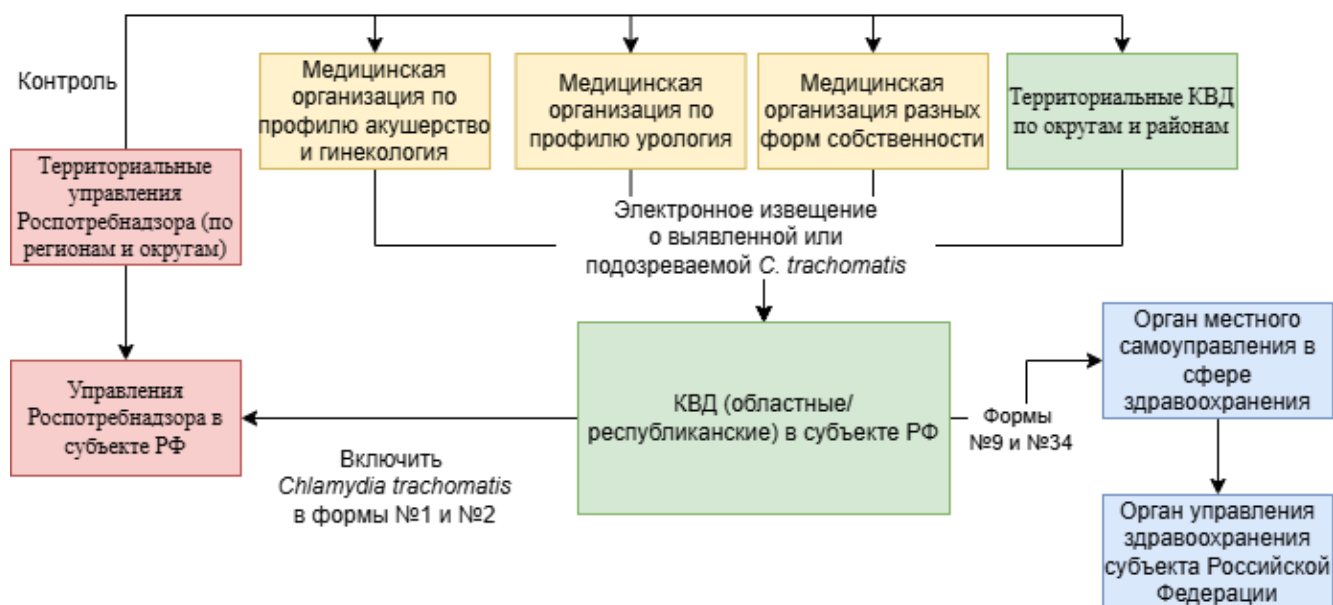 Контроль
Медицинская
организация по
профилю акушерство
и гинекология
Медицинская
организация по
профилю урология
Медицинская
организация разных
форм собственности
Территориальные КВД
по округам и районам
Территориальные
управления
Роспотребнадзора (по
регионам и округам)
Электронное извещение
о выявленной или
подозреваемой C. trachomatis
Управления
Роспотребнадзора в
субъекте РФ
Включить
Chlamydia trachomatis
в формы №1 и №2
КВД (областные/
республиканские) в субъекте РФ
Формы
№9 и №34
Орган местного
самоуправления в
сфере
здравоохранения
Орган управления
здравоохранения
субъекта Российской
Федерации